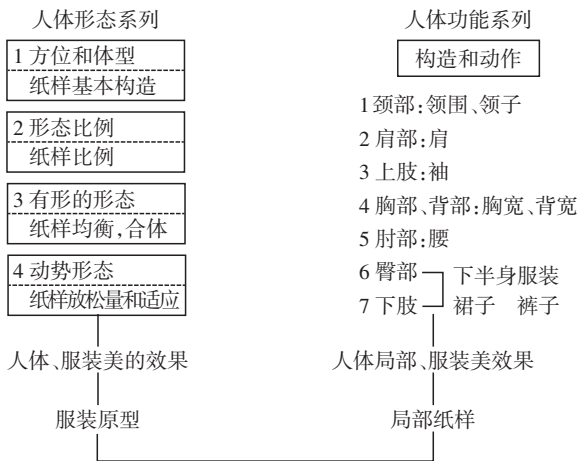 人体形态系列
1 方位和体型
纸样基本构造
2 形态比例
纸样比例
3 有形的形态
纸样均衡,合体
4 动势形态
纸样放松量和适应
人体、服装美的效果
服装原型
人体功能系列
构造和动作
1 颈部:领围、领子
2 肩部:肩
3 上肢:袖
4 胸部、背部:胸宽、背宽
5 肘部:腰
6 臀部
7 下肢
下半身服装
裙子 裤子
人体局部、服装美效果
局部纸样